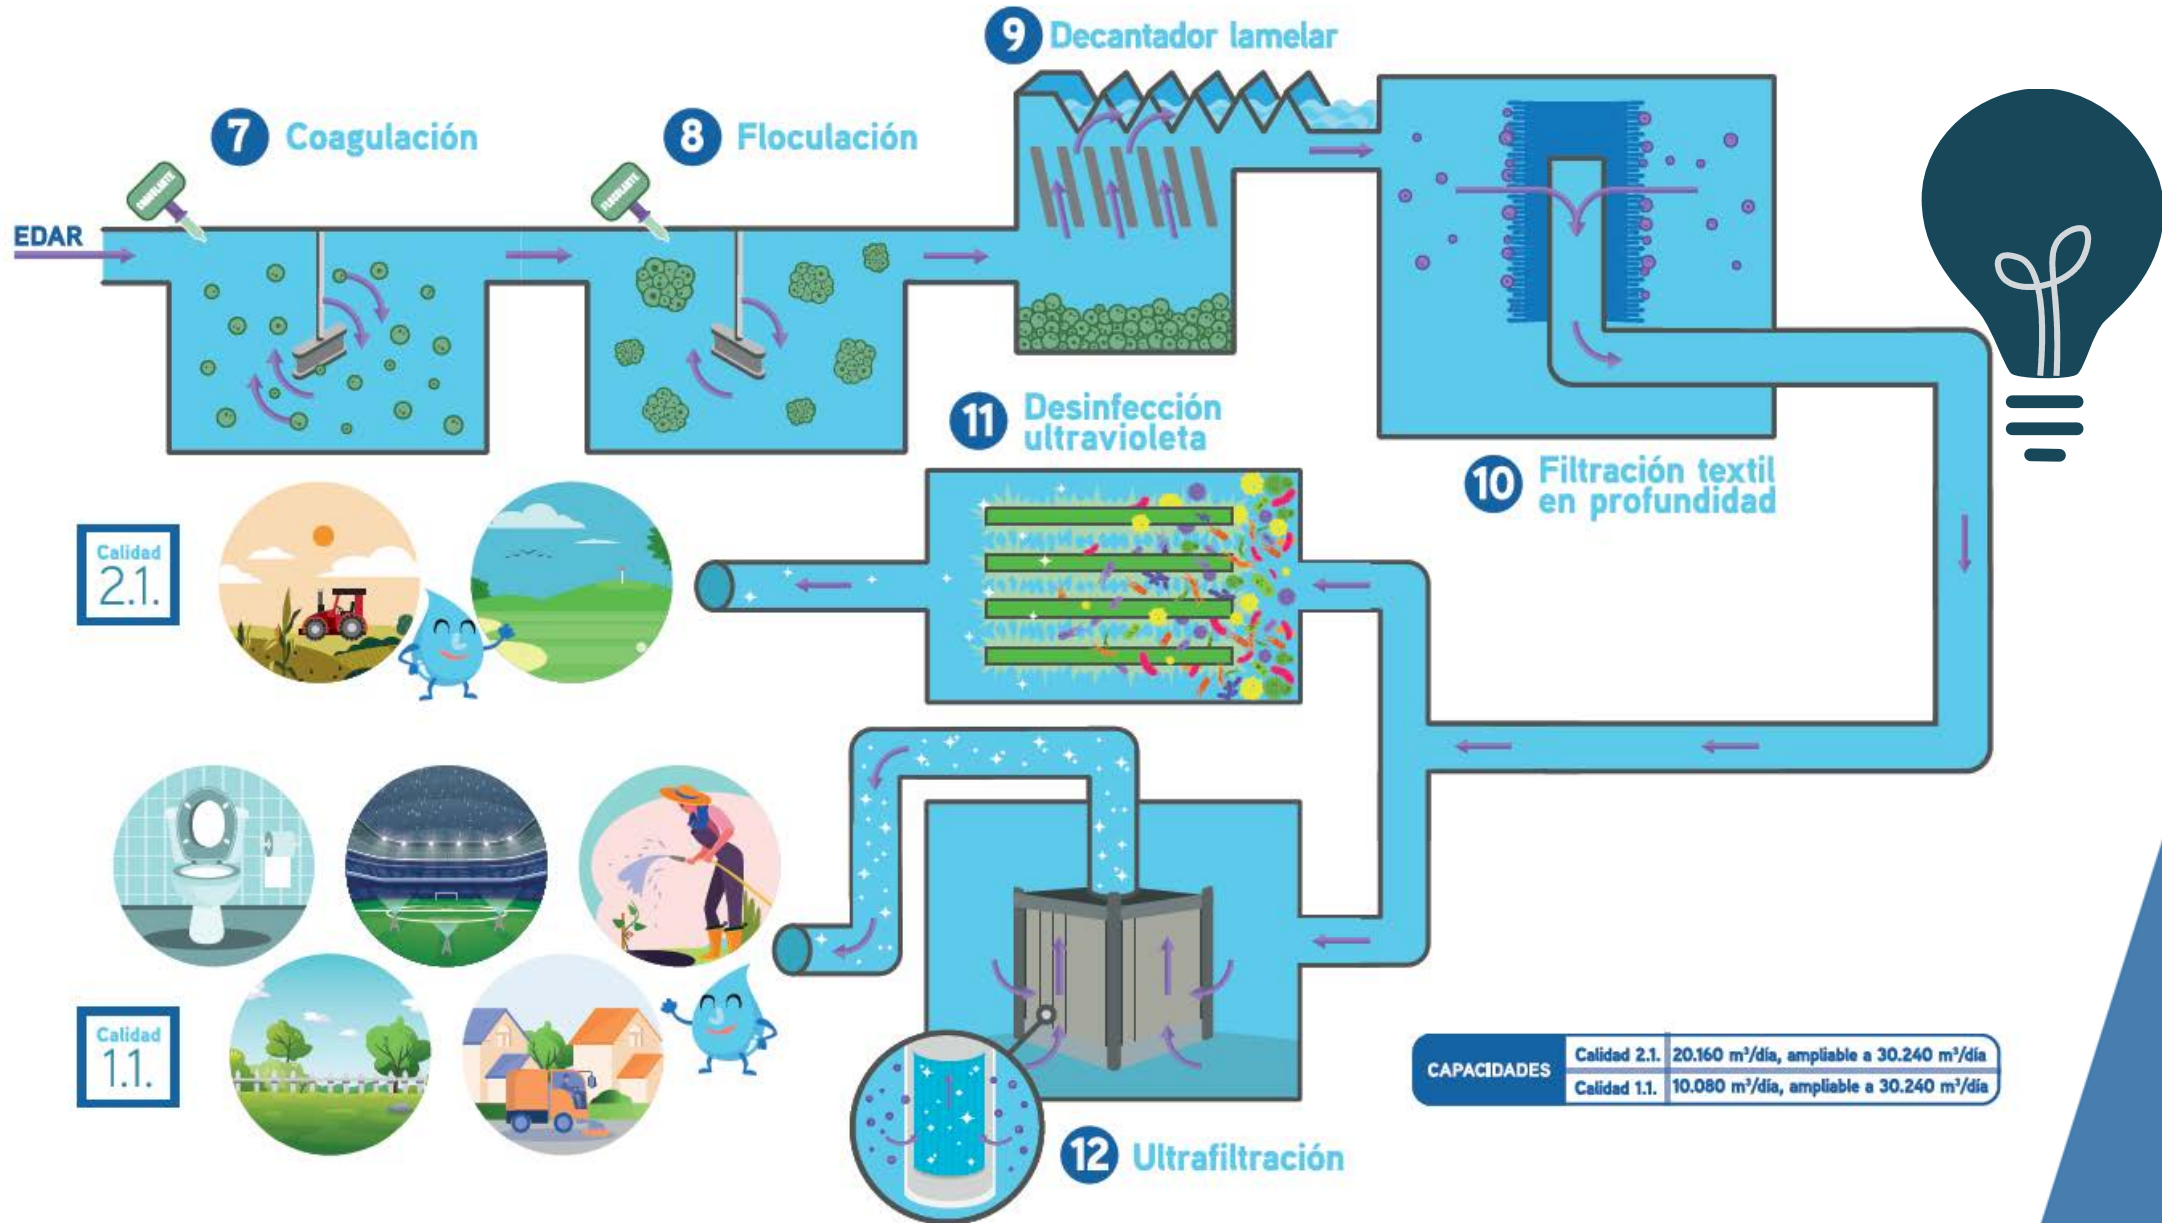 9 Decantador lamelar
7 Coagulación
8 Floculación
COAGULANTE
FLOCULANTE
EDAR
11 Desinfección
ultravioleta
10 Filtración textil
en profundidad
Calidad
2.1.
Calidad
1.1.
CAPACIDADES
Calidad 2.1. 20.160 m³/día, ampliable a 30.240 m³/día
Calidad 1.1. 10.080 m³/día, ampliable a 30.240 m³/día
12 Ultrafiltración